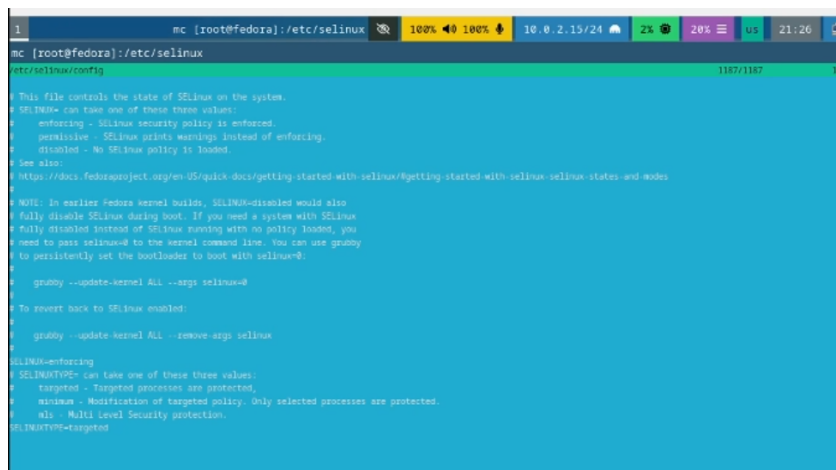 1 mc [root@fedora]:/etc/selinux 100% 100% 10.0.2.15/24 2% 20% us 21:26
mc [root@fedora]:/etc/selinux
/etc/selinux/config 1187/1187 1
# This file controls the state of SELinux on the system.
# SELINUX= can take one of these three values:
#     enforcing - SELinux security policy is enforced.
#     permissive - SELinux prints warnings instead of enforcing.
#     disabled - No SELinux policy is loaded.
# See also:
# https://docs.fedoraproject.org/en-US/quick-docs/getting-started-with-selinux/#getting-started-with-selinux-selinux-states-and-modes
#
# NOTE: In earlier Fedora kernel builds, SELINUX=disabled would also
# fully disable SELinux during boot. If you need a system with SELinux
# fully disabled instead of SELinux running with no policy loaded, you
# need to pass selinux=0 to the kernel command line. You can use grubby
# to persistently set the bootloader to boot with selinux=0:
#
#    grubby --update-kernel ALL --args selinux=0
#
# To revert back to SELinux enabled:
#
#    grubby --update-kernel ALL --remove-args selinux
#
SELINUX=enforcing
# SELINUXTYPE= can take one of these three values:
#     targeted - Targeted processes are protected,
#     minimum - Modification of targeted policy. Only selected processes are protected.
#     mls - Multi Level Security protection.
SELINUXTYPE=targeted